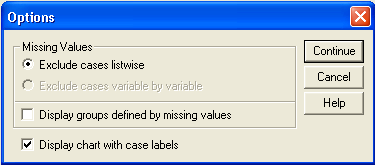 Options
Missing Values
Exclude cases listwise
Exclude cases variable by variable
Display groups defined by missing values
Display chart with case labels
Continue
Cancel
Help